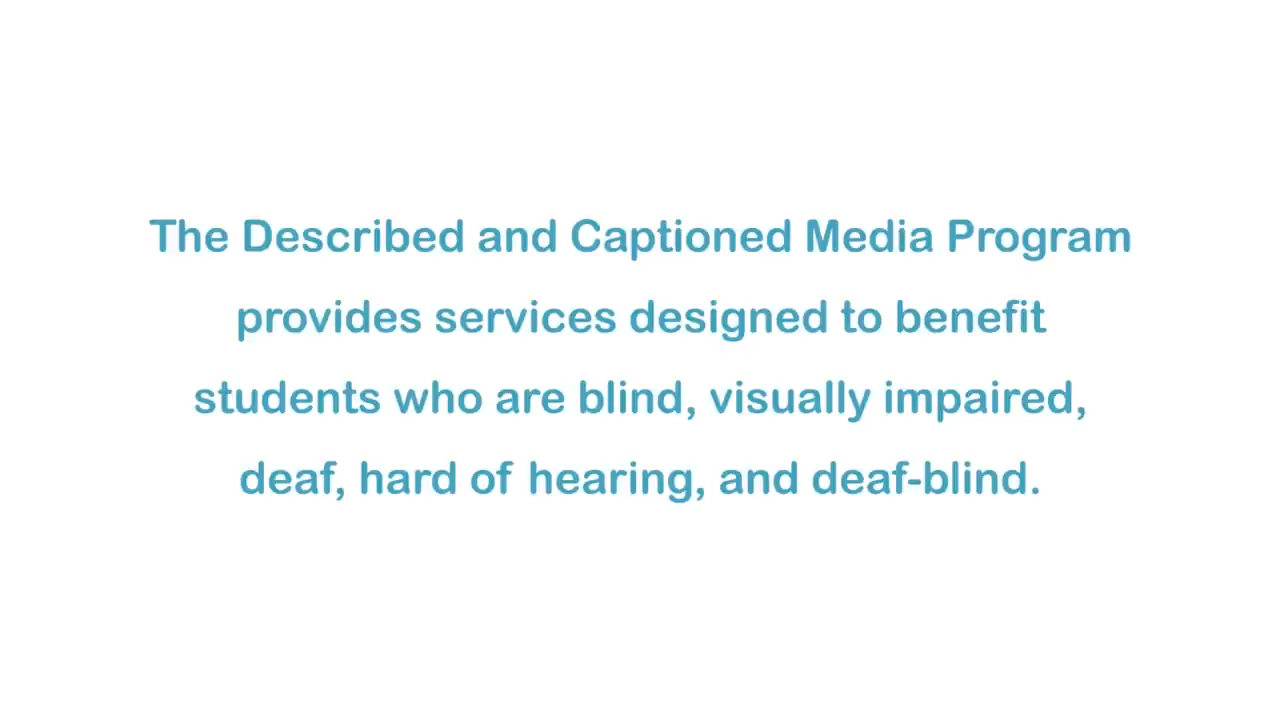 The Described and Captioned Media Program
provides services designed to benefit
students who are blind, visually impaired,
deaf, hard of hearing, and deaf-blind.